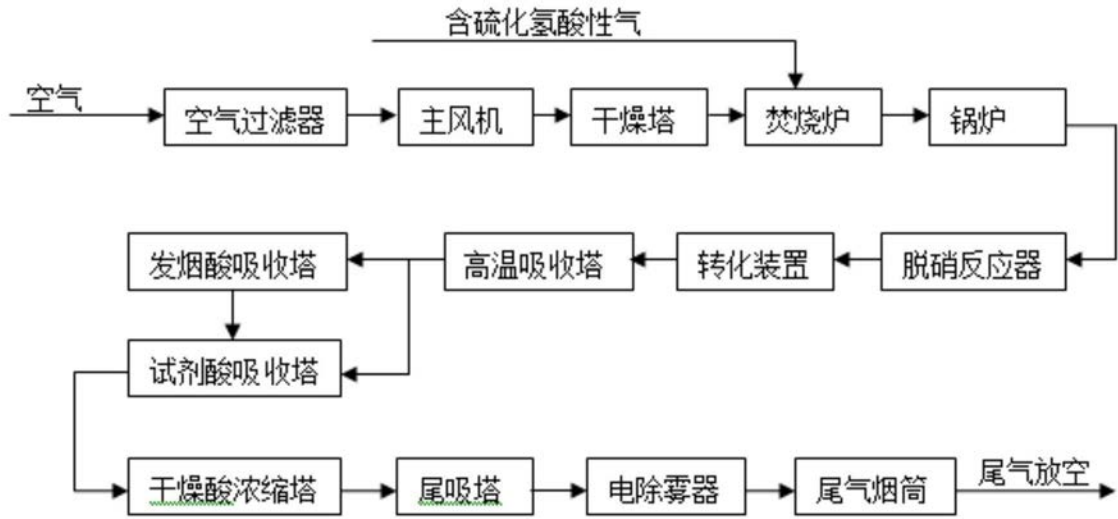 含硫化氢酸性气
空气
空气过滤器
主风机
干燥塔
焚烧炉
锅炉
发烟酸吸收塔
高温吸收塔
转化装置
脱硝反应器
试剂酸吸收塔
干燥酸浓缩塔
尾吸塔
电除雾器
尾气烟筒
尾气放空